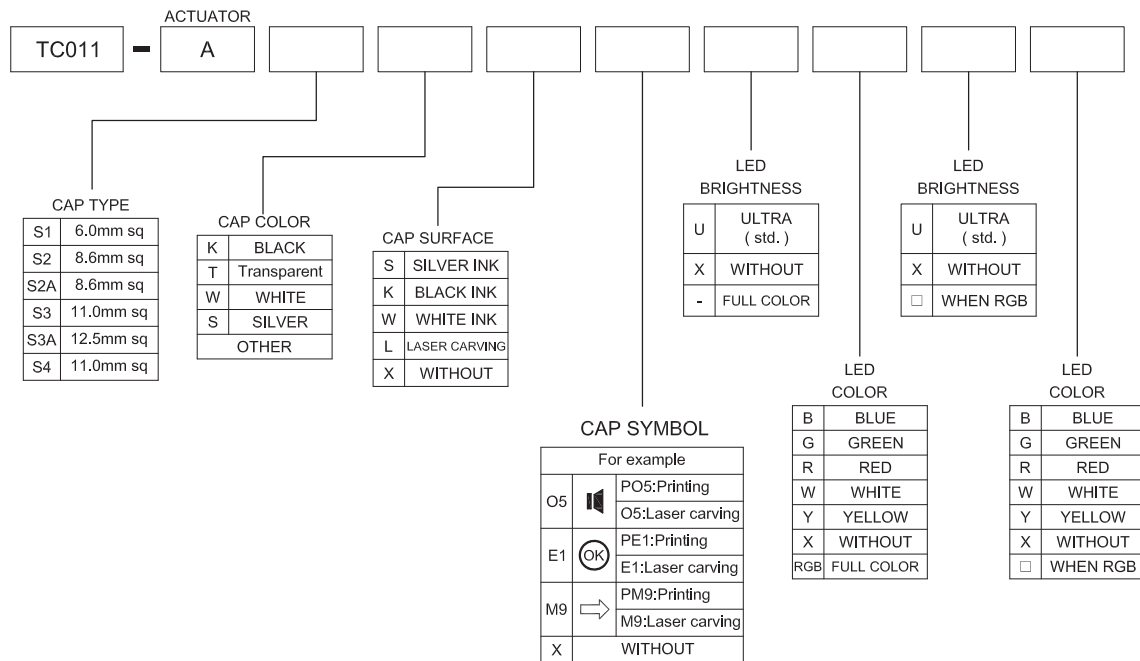 ACTUATOR
TC011 - A
CAP TYPE
S1 6.0mm sq
S2 8.6mm sq
S2A 8.6mm sq
S3 11.0mm sq
S3A 12.5mm sq
S4 11.0mm sq
CAP COLOR
K BLACK
T Transparent
W WHITE
S SILVER
OTHER
CAP SURFACE
S SILVER INK
K BLACK INK
W WHITE INK
L LASER CARVING
X WITHOUT
CAP SYMBOL
For example
O5 PO5:Printing
O5:Laser carving
E1 OK PE1:Printing
E1:Laser carving
M9 PM9:Printing
M9:Laser carving
X WITHOUT
LED
BRIGHTNESS
U ULTRA
( std. )
X WITHOUT
- FULL COLOR
LED
COLOR
B BLUE
G GREEN
R RED
W WHITE
Y YELLOW
X WITHOUT
RGB FULL COLOR
LED
BRIGHTNESS
U ULTRA
( std. )
X WITHOUT
□ WHEN RGB
LED
COLOR
B BLUE
G GREEN
R RED
W WHITE
Y YELLOW
X WITHOUT
□ WHEN RGB